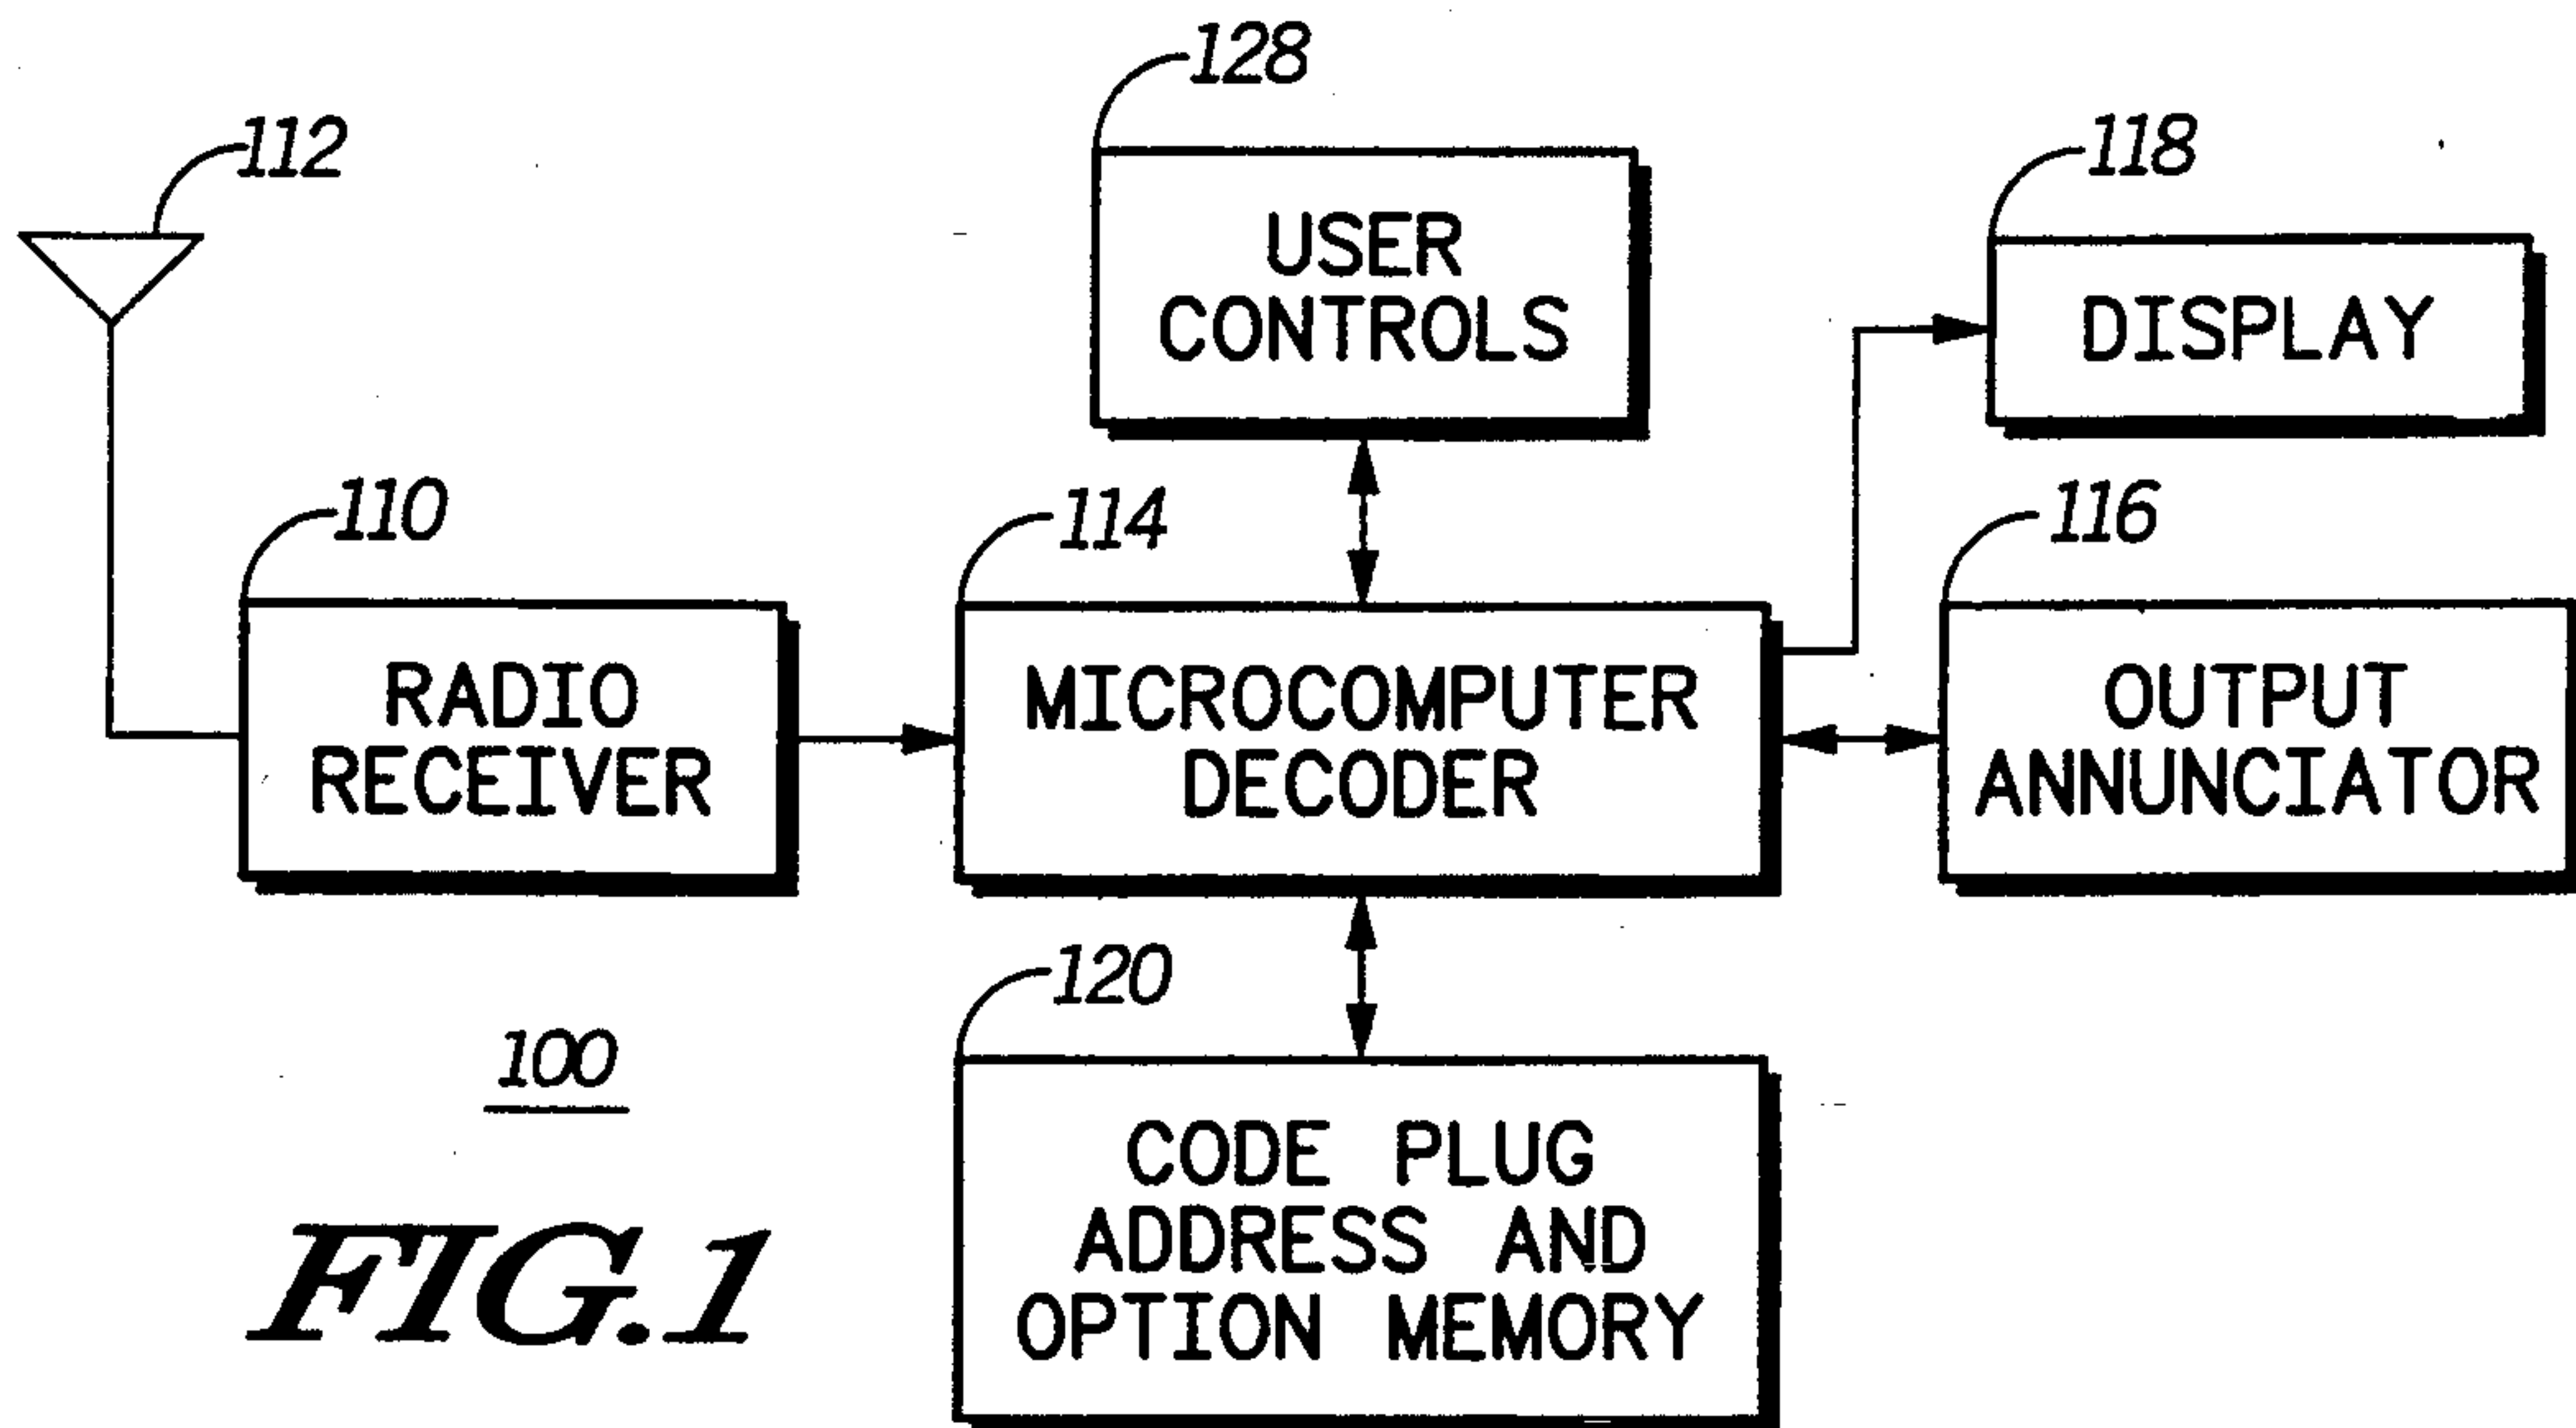 128
112
118
USER
CONTROLS
DISPLAY
110
114
116
RADIO
RECEIVER
MICROCOMPUTER
DECODER
OUTPUT
ANNUNCIATOR
120
100
CODE PLUG
ADDRESS AND
OPTION MEMORY
FIG.1